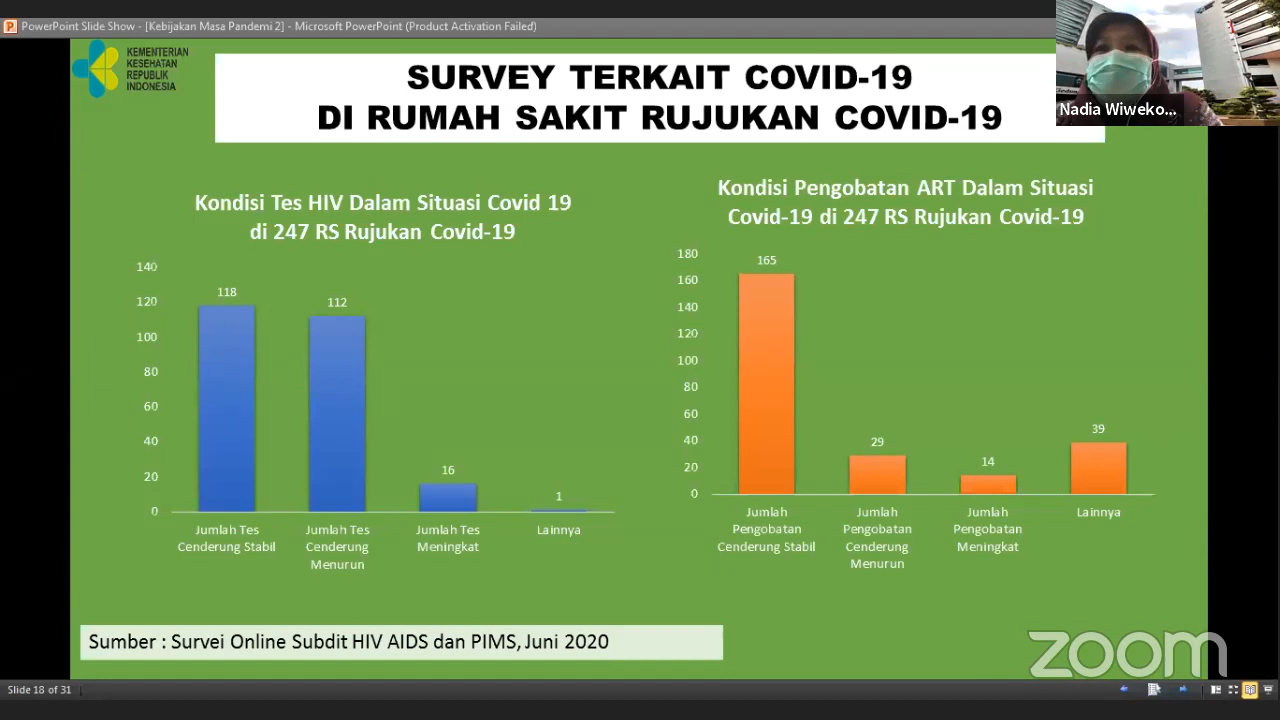 PowerPoint Slide Show - [Kebijakan Masa Pandemi 2] - Microsoft PowerPoint (Product Activation Failed)
KEMENTERIAN
KESEHATAN
REPUBLIK
INDONESIA
SURVEY TERKAIT COVID-19
DI RUMAH SAKIT RUJUKAN COVID-19
Nadia Wiweko...
Kondisi Tes HIV Dalam Situasi Covid 19
di 247 RS Rujukan Covid-19
140
120
100
80
60
40
20
0
118
112
16
1
Jumlah Tes
Cenderung Stabil
Jumlah Tes
Cenderung
Menurun
Jumlah Tes
Meningkat
Lainnya
Kondisi Pengobatan ART Dalam Situasi
Covid-19 di 247 RS Rujukan Covid-19
180
160
140
120
100
80
60
40
20
0
165
29
14
39
Jumlah
Pengobatan
Cenderung Stabil
Jumlah
Pengobatan
Cenderung
Menurun
Jumlah
Pengobatan
Meningkat
Lainnya
Sumber : Survei Online Subdit HIV AIDS dan PIMS, Juni 2020
zoom
Slide 18 of 31